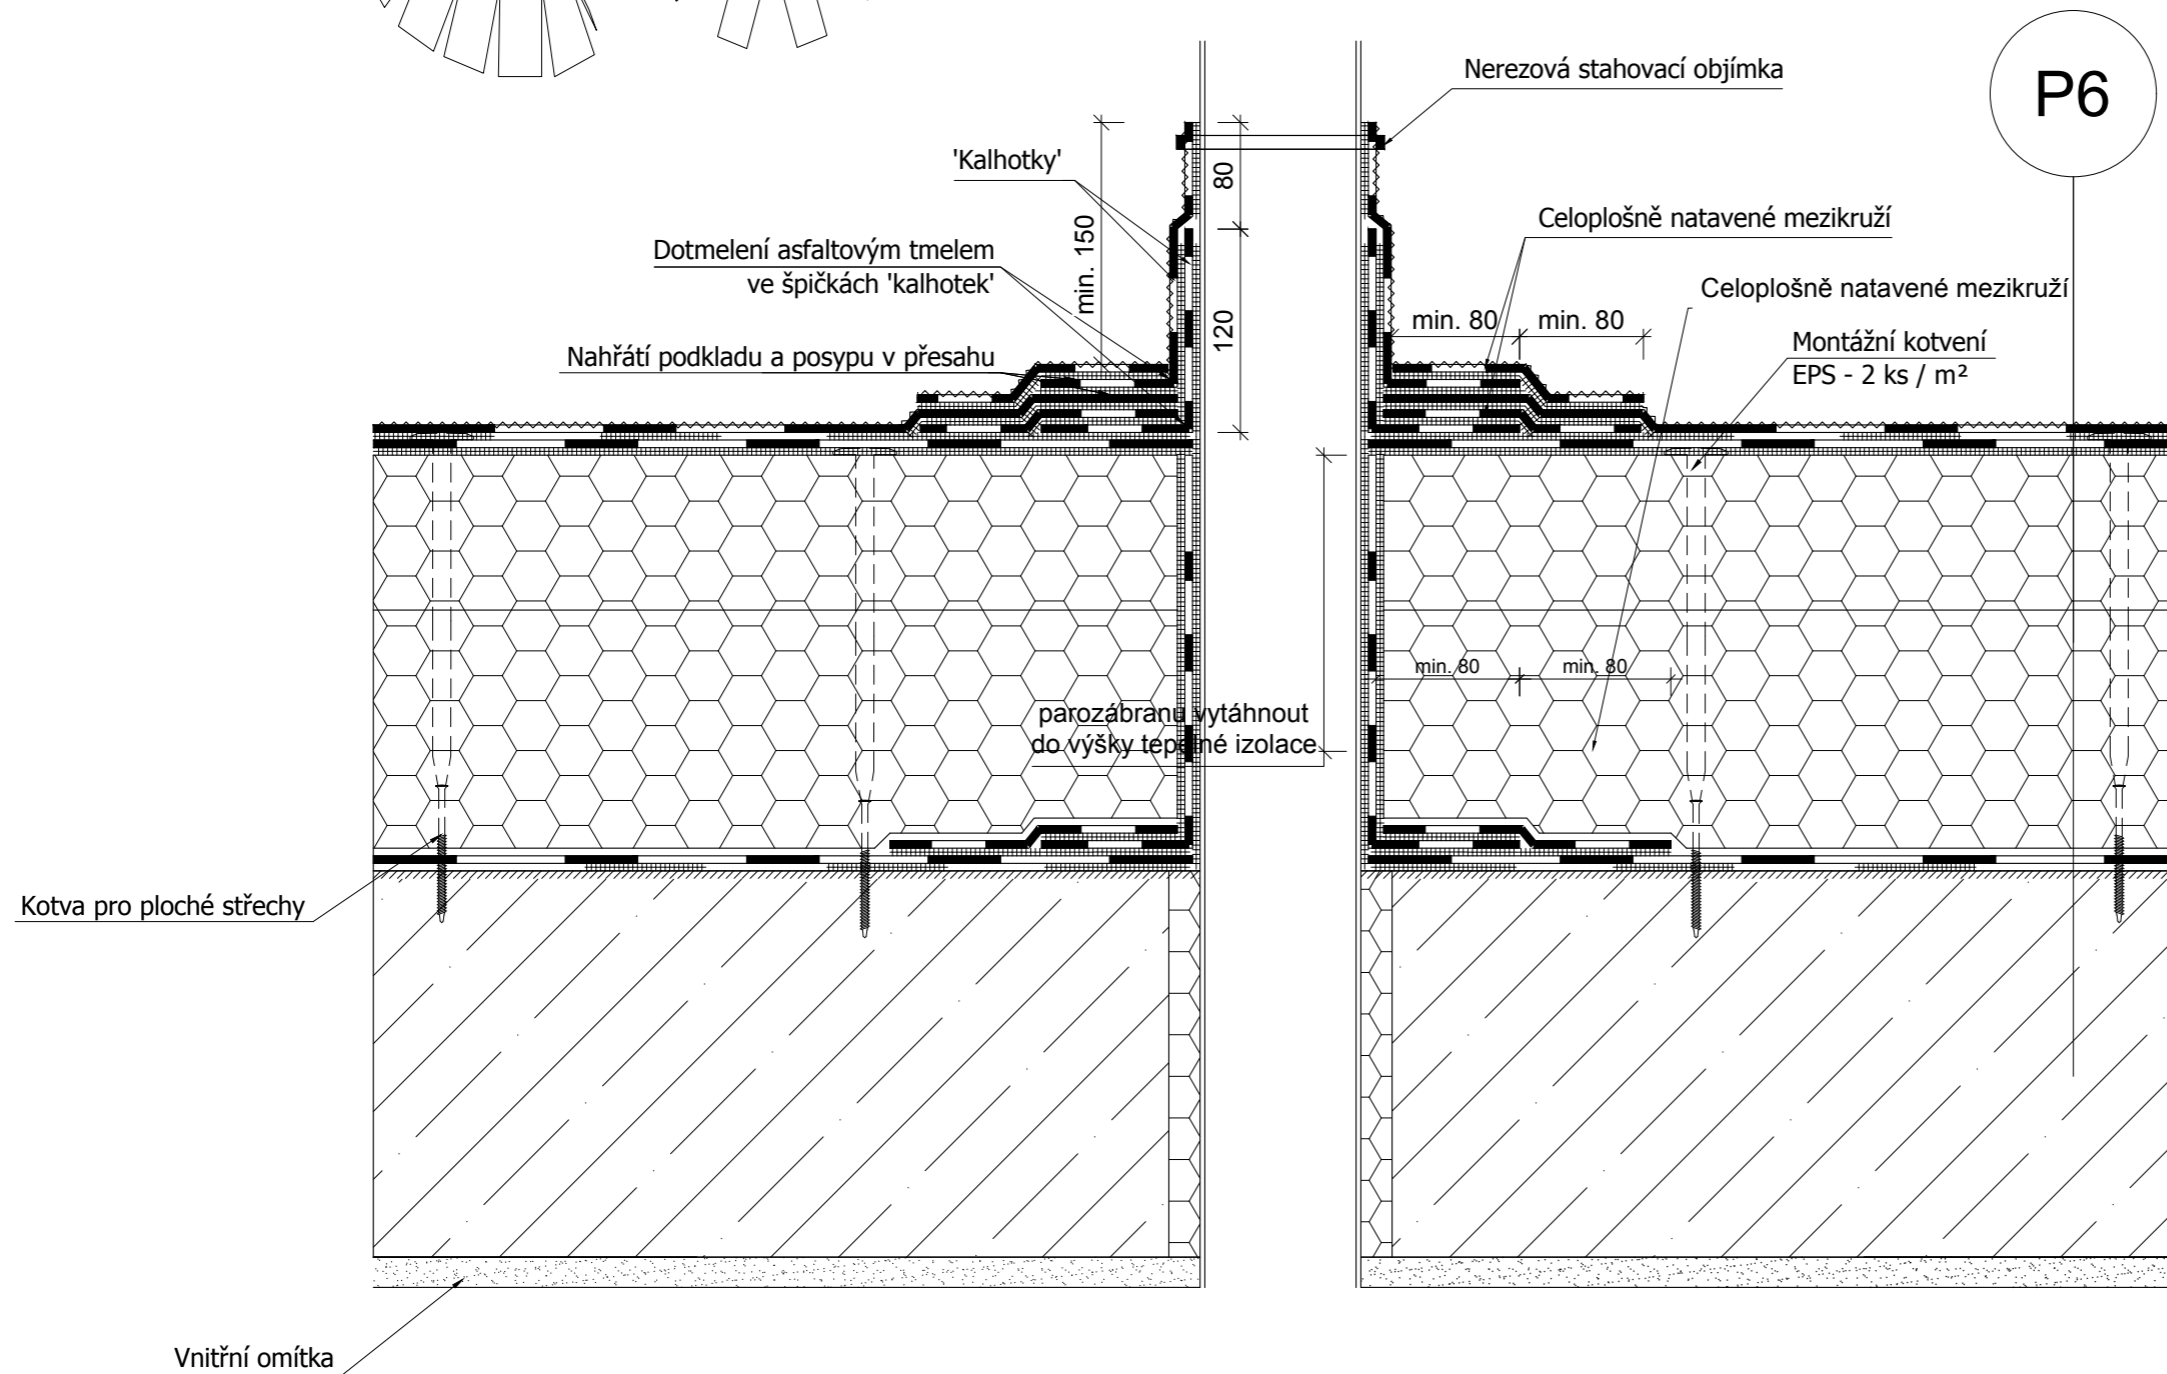 Nerezová stahovací objímka
P6
'Kalhotky'
80
min. 150
Celoplošně natavené mezikruží
Dotmelení asfaltovým tmelem
ve špičkách 'kalhotek'
Celoplošně natavené mezikruží
120
min. 80
min. 80
Montážní kotvení
EPS - 2 ks / m²
Nahřátí podkladu a posypu v přesahu
min. 80
min. 80
parozábranu vytáhnout
do výšky tepelné izolace
Kotva pro ploché střechy
Vnitřní omítka